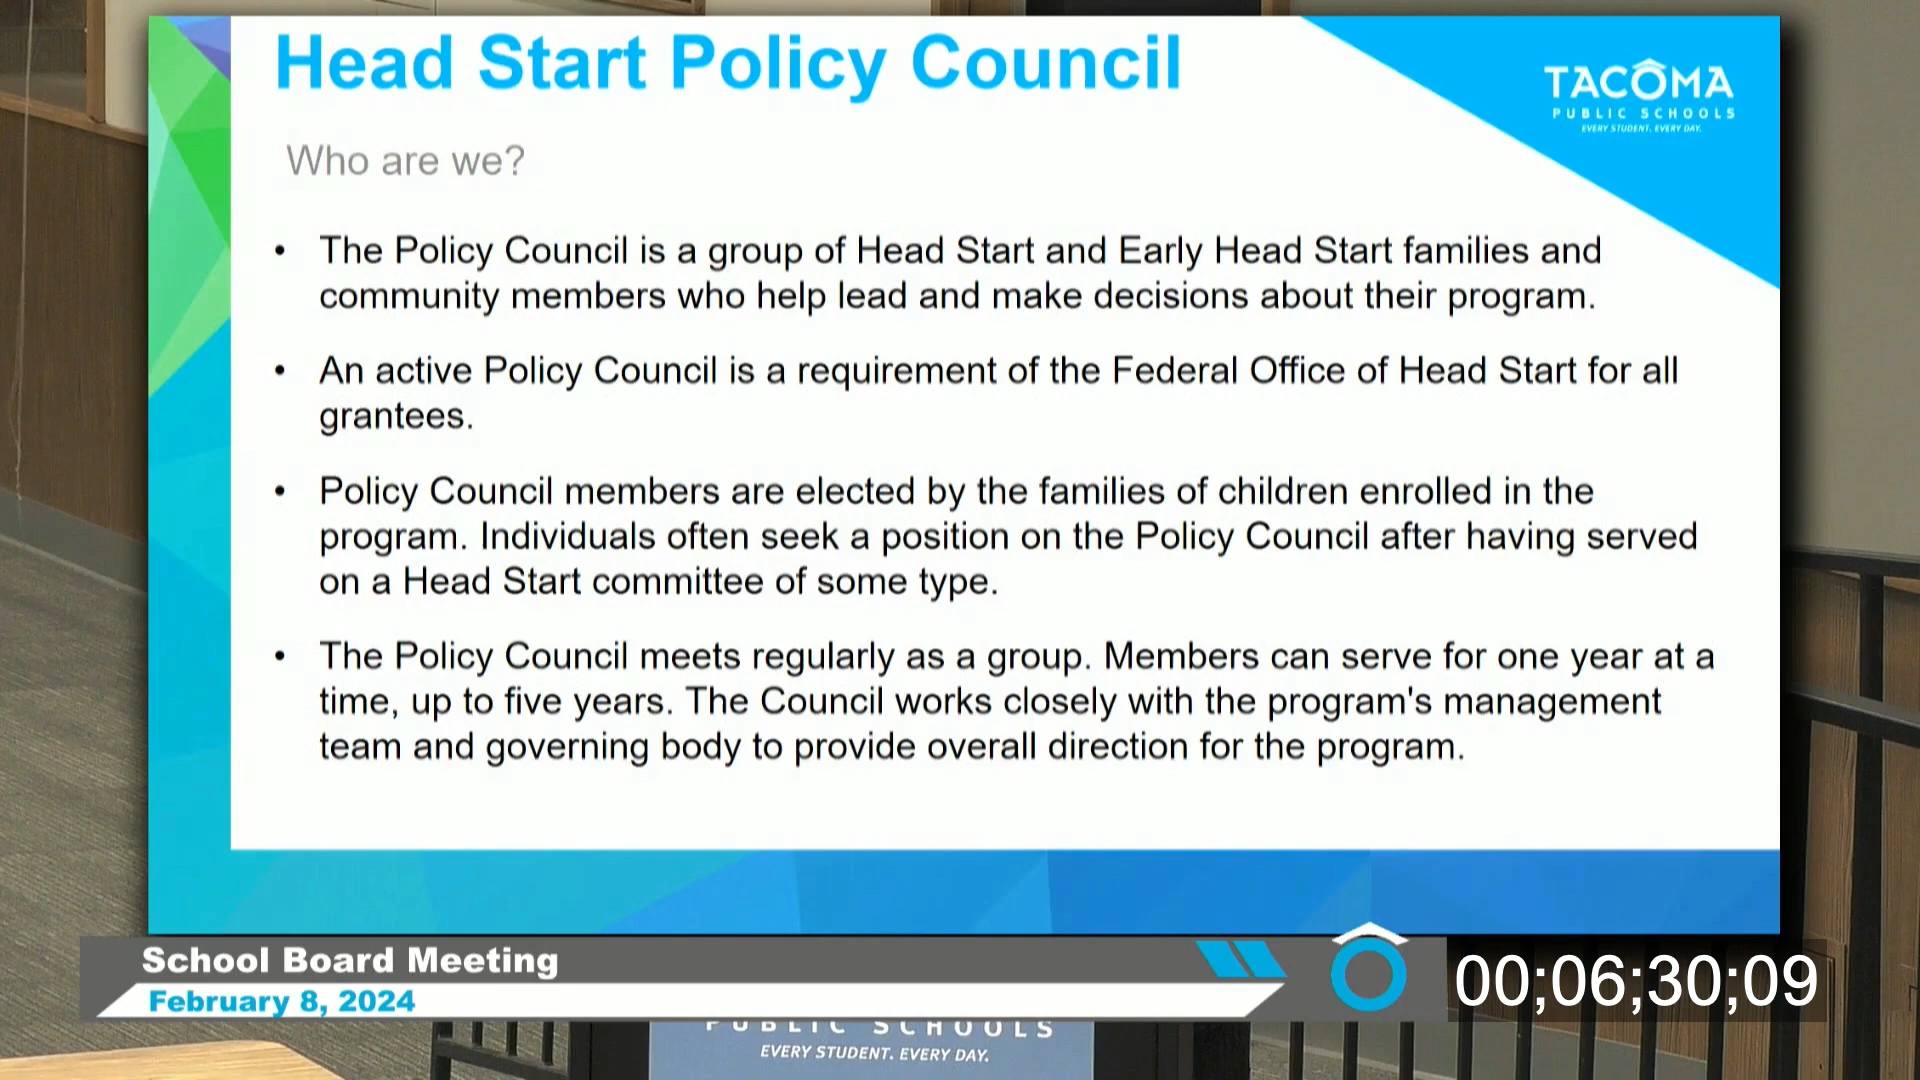 Head Start Policy Council
TACOMA
PUBLIC SCHOOLS
EVERY STUDENT. EVERY DAY.
Who are we?
• The Policy Council is a group of Head Start and Early Head Start families and
community members who help lead and make decisions about their program.
• An active Policy Council is a requirement of the Federal Office of Head Start for all
grantees.
• Policy Council members are elected by the families of children enrolled in the
program. Individuals often seek a position on the Policy Council after having served
on a Head Start committee of some type.
• The Policy Council meets regularly as a group. Members can serve for one year at a
time, up to five years. The Council works closely with the program's management
team and governing body to provide overall direction for the program.
School Board Meeting
February 8, 2024
00;06;30;09
PUBLIC SCHOOLS
EVERY STUDENT. EVERY DAY.